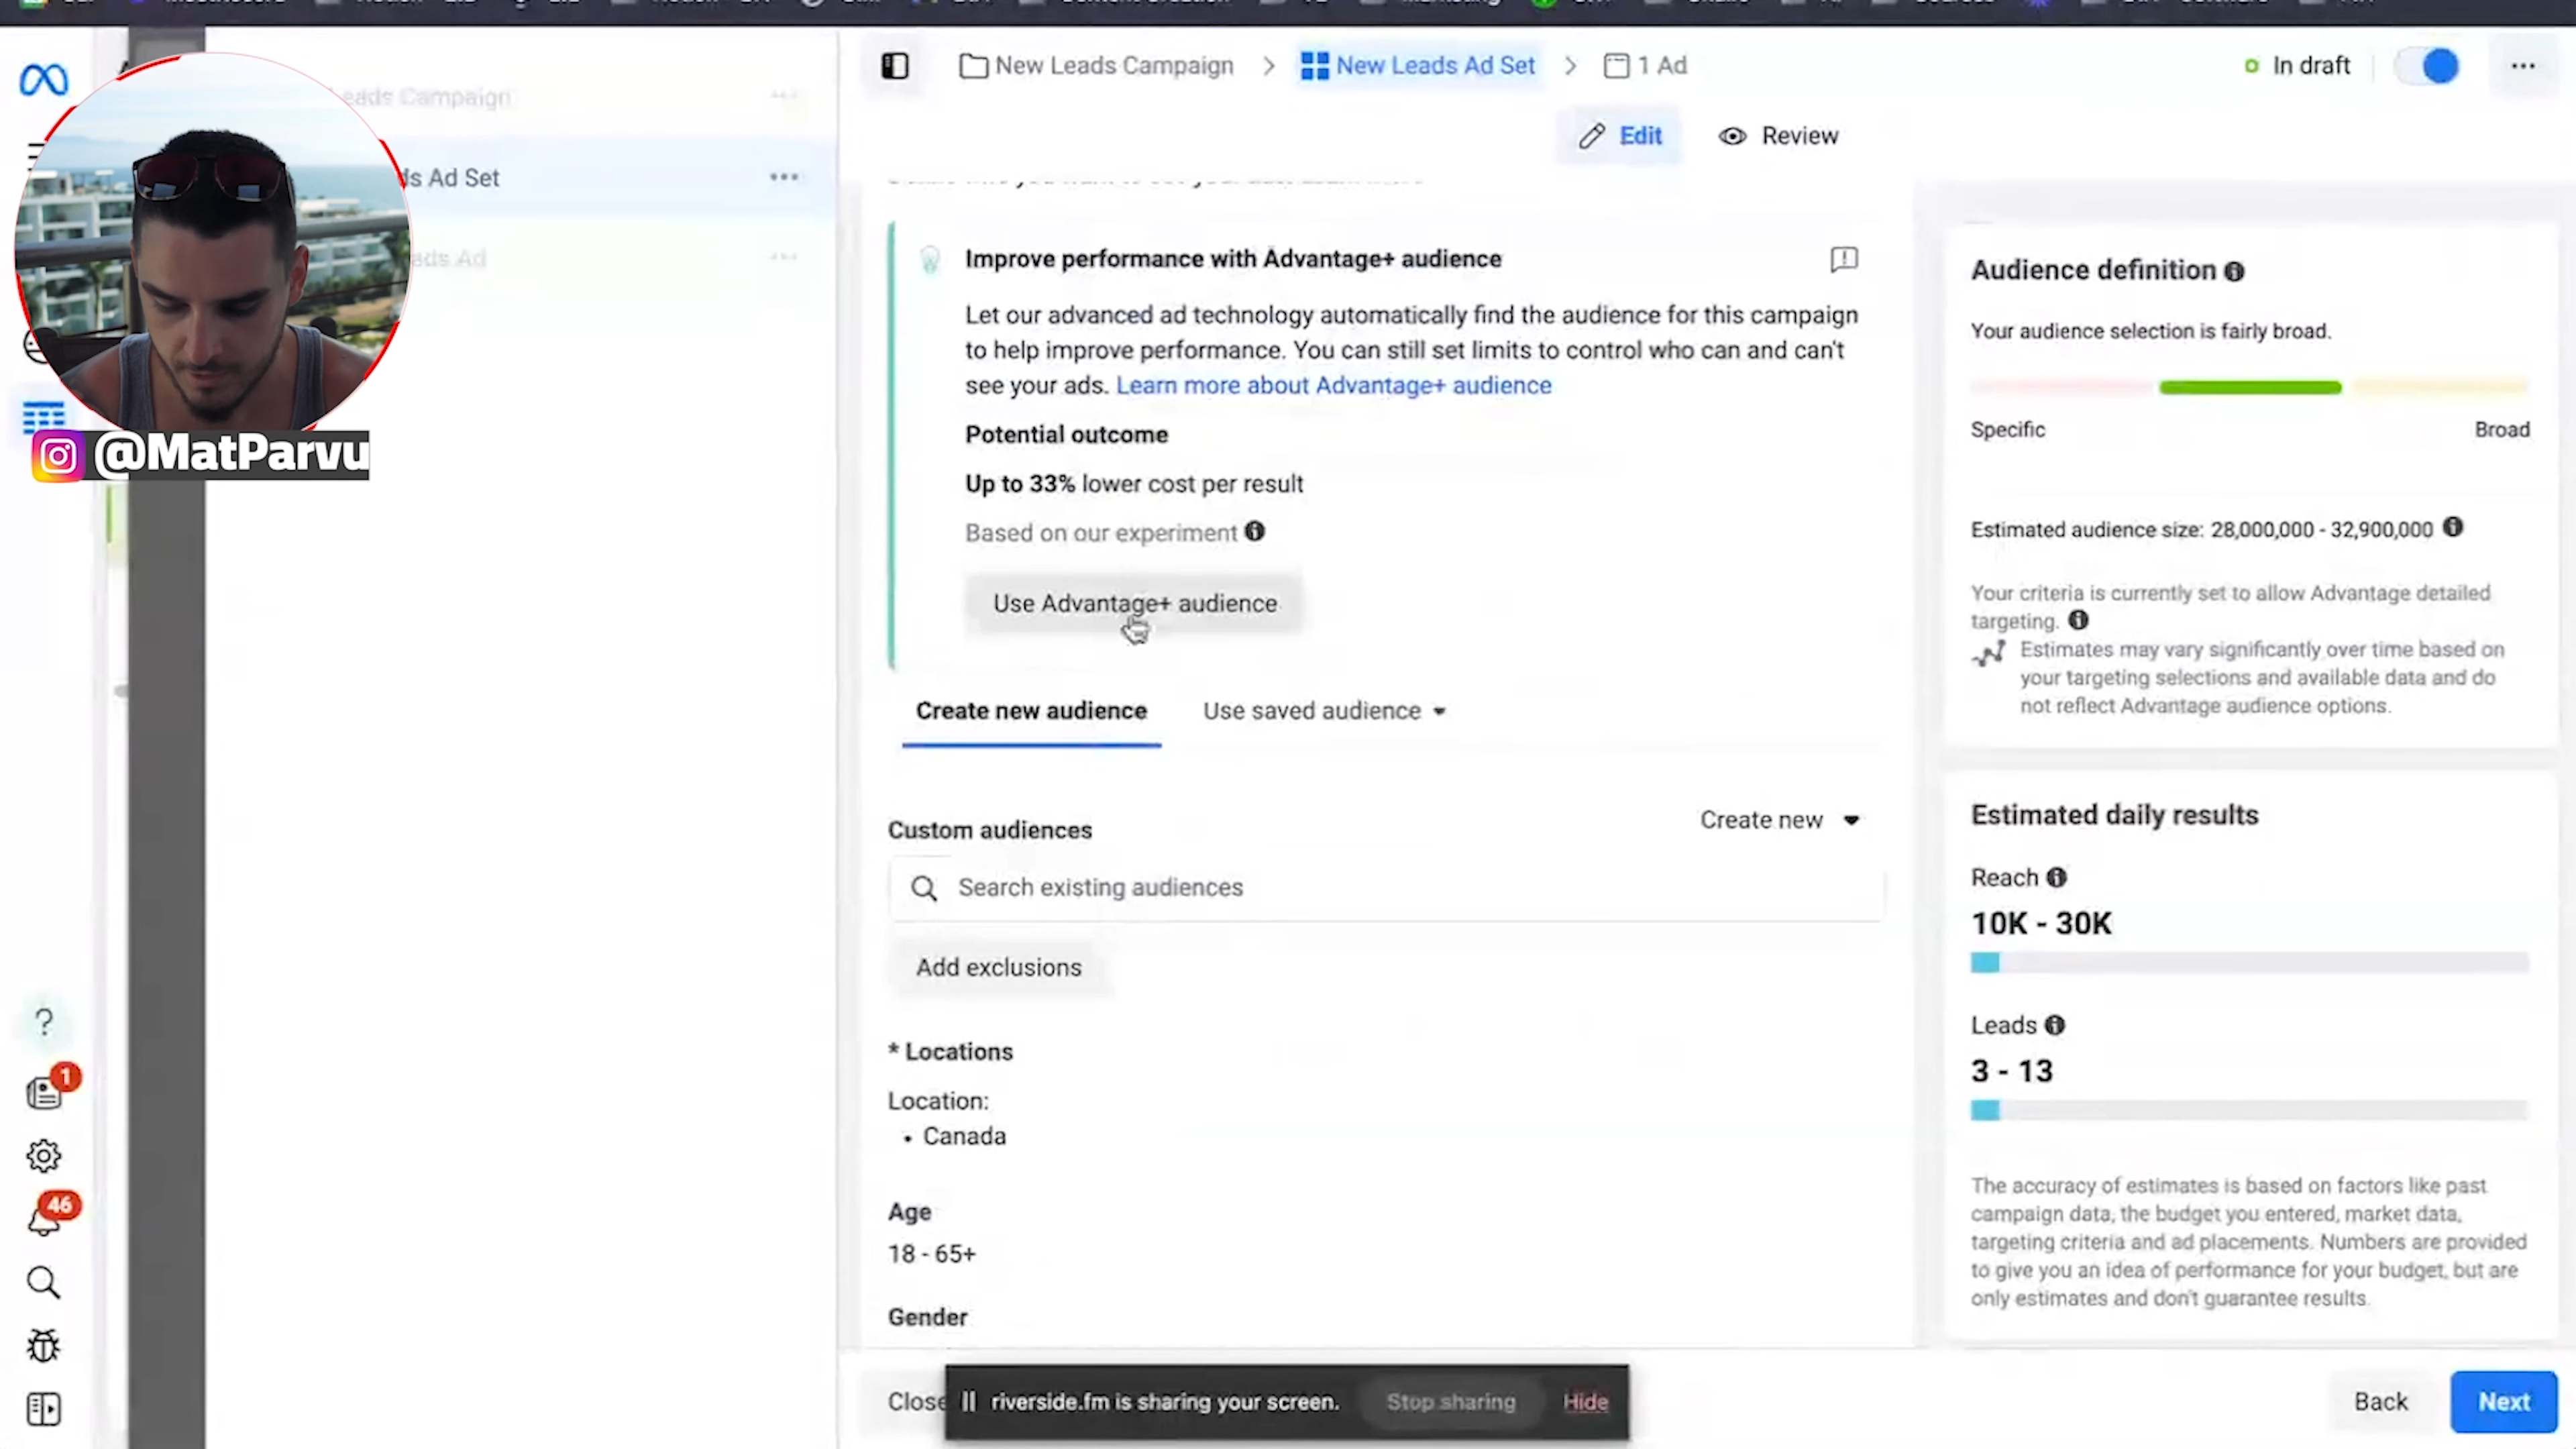 New Leads Campaign
New Leads Ad Set
1 Ad
In draft
Edit
Review
eads Campaign
ds Ad Set
ads Ad
@MatParvu
Improve performance with Advantage+ audience
Let our advanced ad technology automatically find the audience for this campaign
to help improve performance. You can still set limits to control who can and can't
see your ads. Learn more about Advantage+ audience
Potential outcome
Up to 33% lower cost per result
Based on our experiment
Use Advantage+ audience
Create new audience
Use saved audience
Custom audiences
Create new
Search existing audiences
Add exclusions
* Locations
Location:
• Canada
Age
18 - 65+
Gender
Audience definition
Your audience selection is fairly broad.
Specific
Broad
Estimated audience size: 28,000,000 - 32,900,000
Your criteria is currently set to allow Advantage detailed
targeting.
Estimates may vary significantly over time based on
your targeting selections and available data and do
not reflect Advantage audience options.
Estimated daily results
Reach
10K - 30K
Leads
3 - 13
The accuracy of estimates is based on factors like past
campaign data, the budget you entered, market data,
targeting criteria and ad placements. Numbers are provided
to give you an idea of performance for your budget, but are
only estimates and don't guarantee results.
?
1
46
Close
riverside.fm is sharing your screen.
Stop sharing
Hide
Back
Next